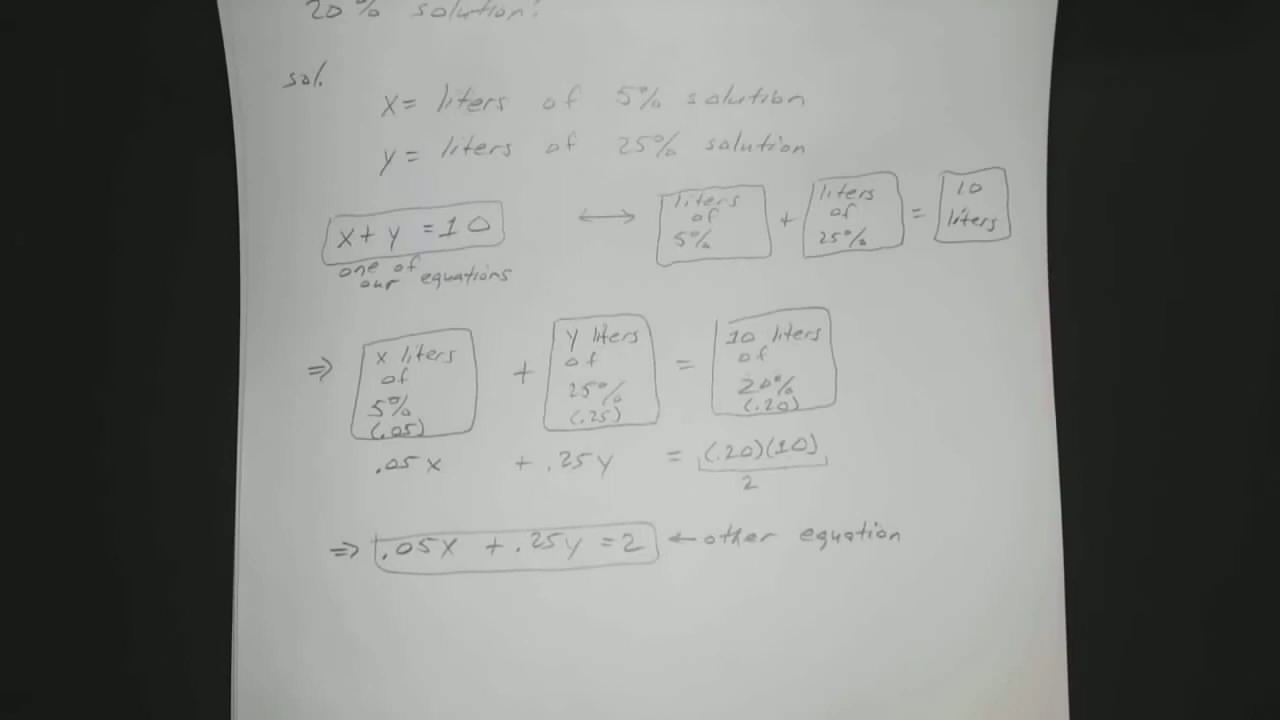 20% solution?
sol.
x = liters of 5% solution
y = liters of 25% solution
x + y = 10 ↔ liters of 5% + liters of 25% = 10 liters
one of our equations
⇒ x liters of 5% (.05) + y liters of 25% (.25) = 10 liters of 20% (.20)
.05x + .25y = (.20)(10)
2
⇒ .05x + .25y = 2 ← other equation